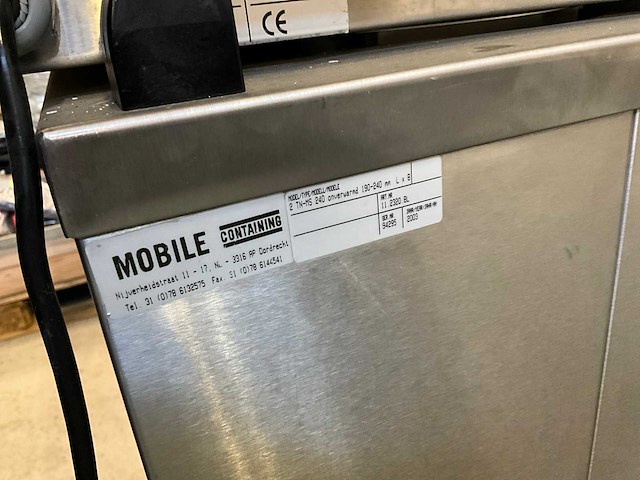 CE
MOBILE CONTAINING
Nijverheidstraat 11 - 17, NL - 3316 AP Dordrecht
Tel. 31 (0)78 6132575 Fax. 31 (0)78 6144541
MODEL/TYPE/MODELL/MODELE
2 TN-MS 240 onverwarmd 190-240 mm L x B
ART.NR.
11.2320 BL
SER.NR.
94295
2003